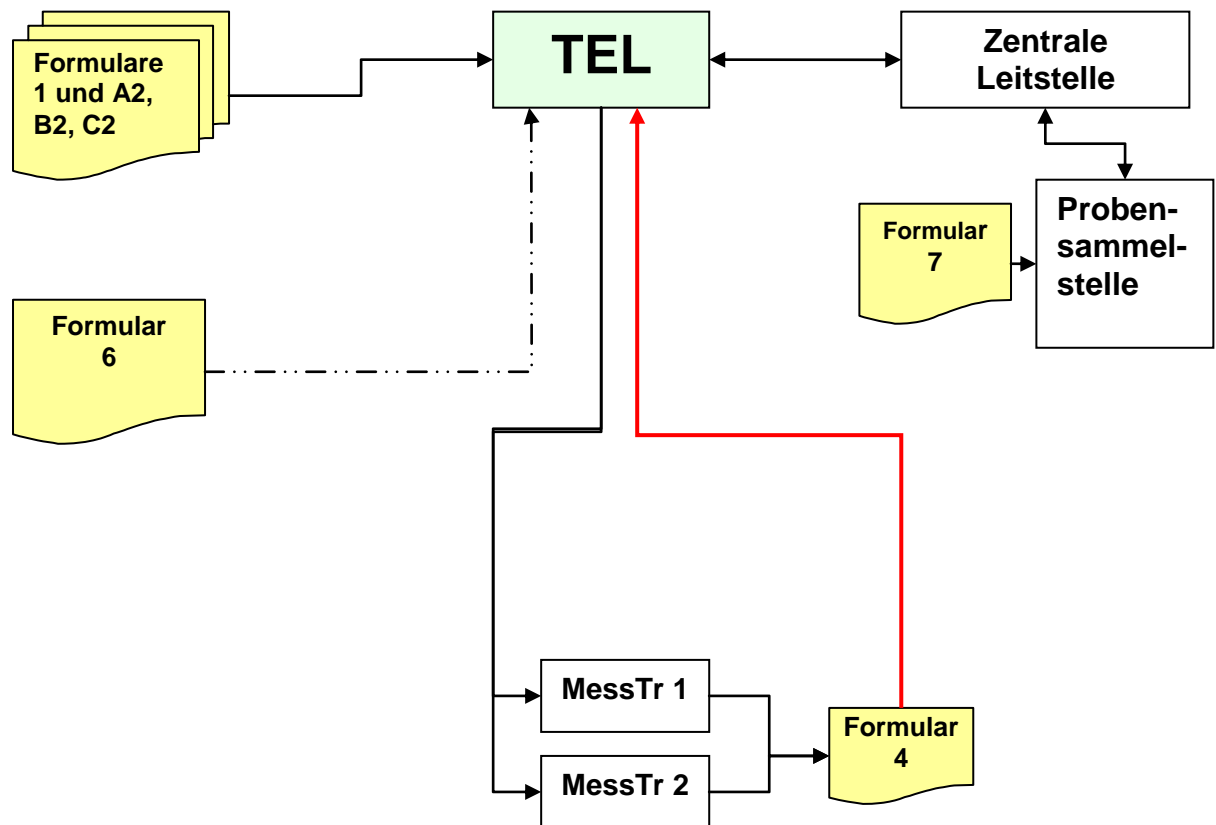 Formulare
1 und A2,
B2, C2
TEL
Zentrale
Leitstelle
Formular
7
Proben-
sammel-
stelle
Formular
6
MessTr 1
MessTr 2
Formular
4